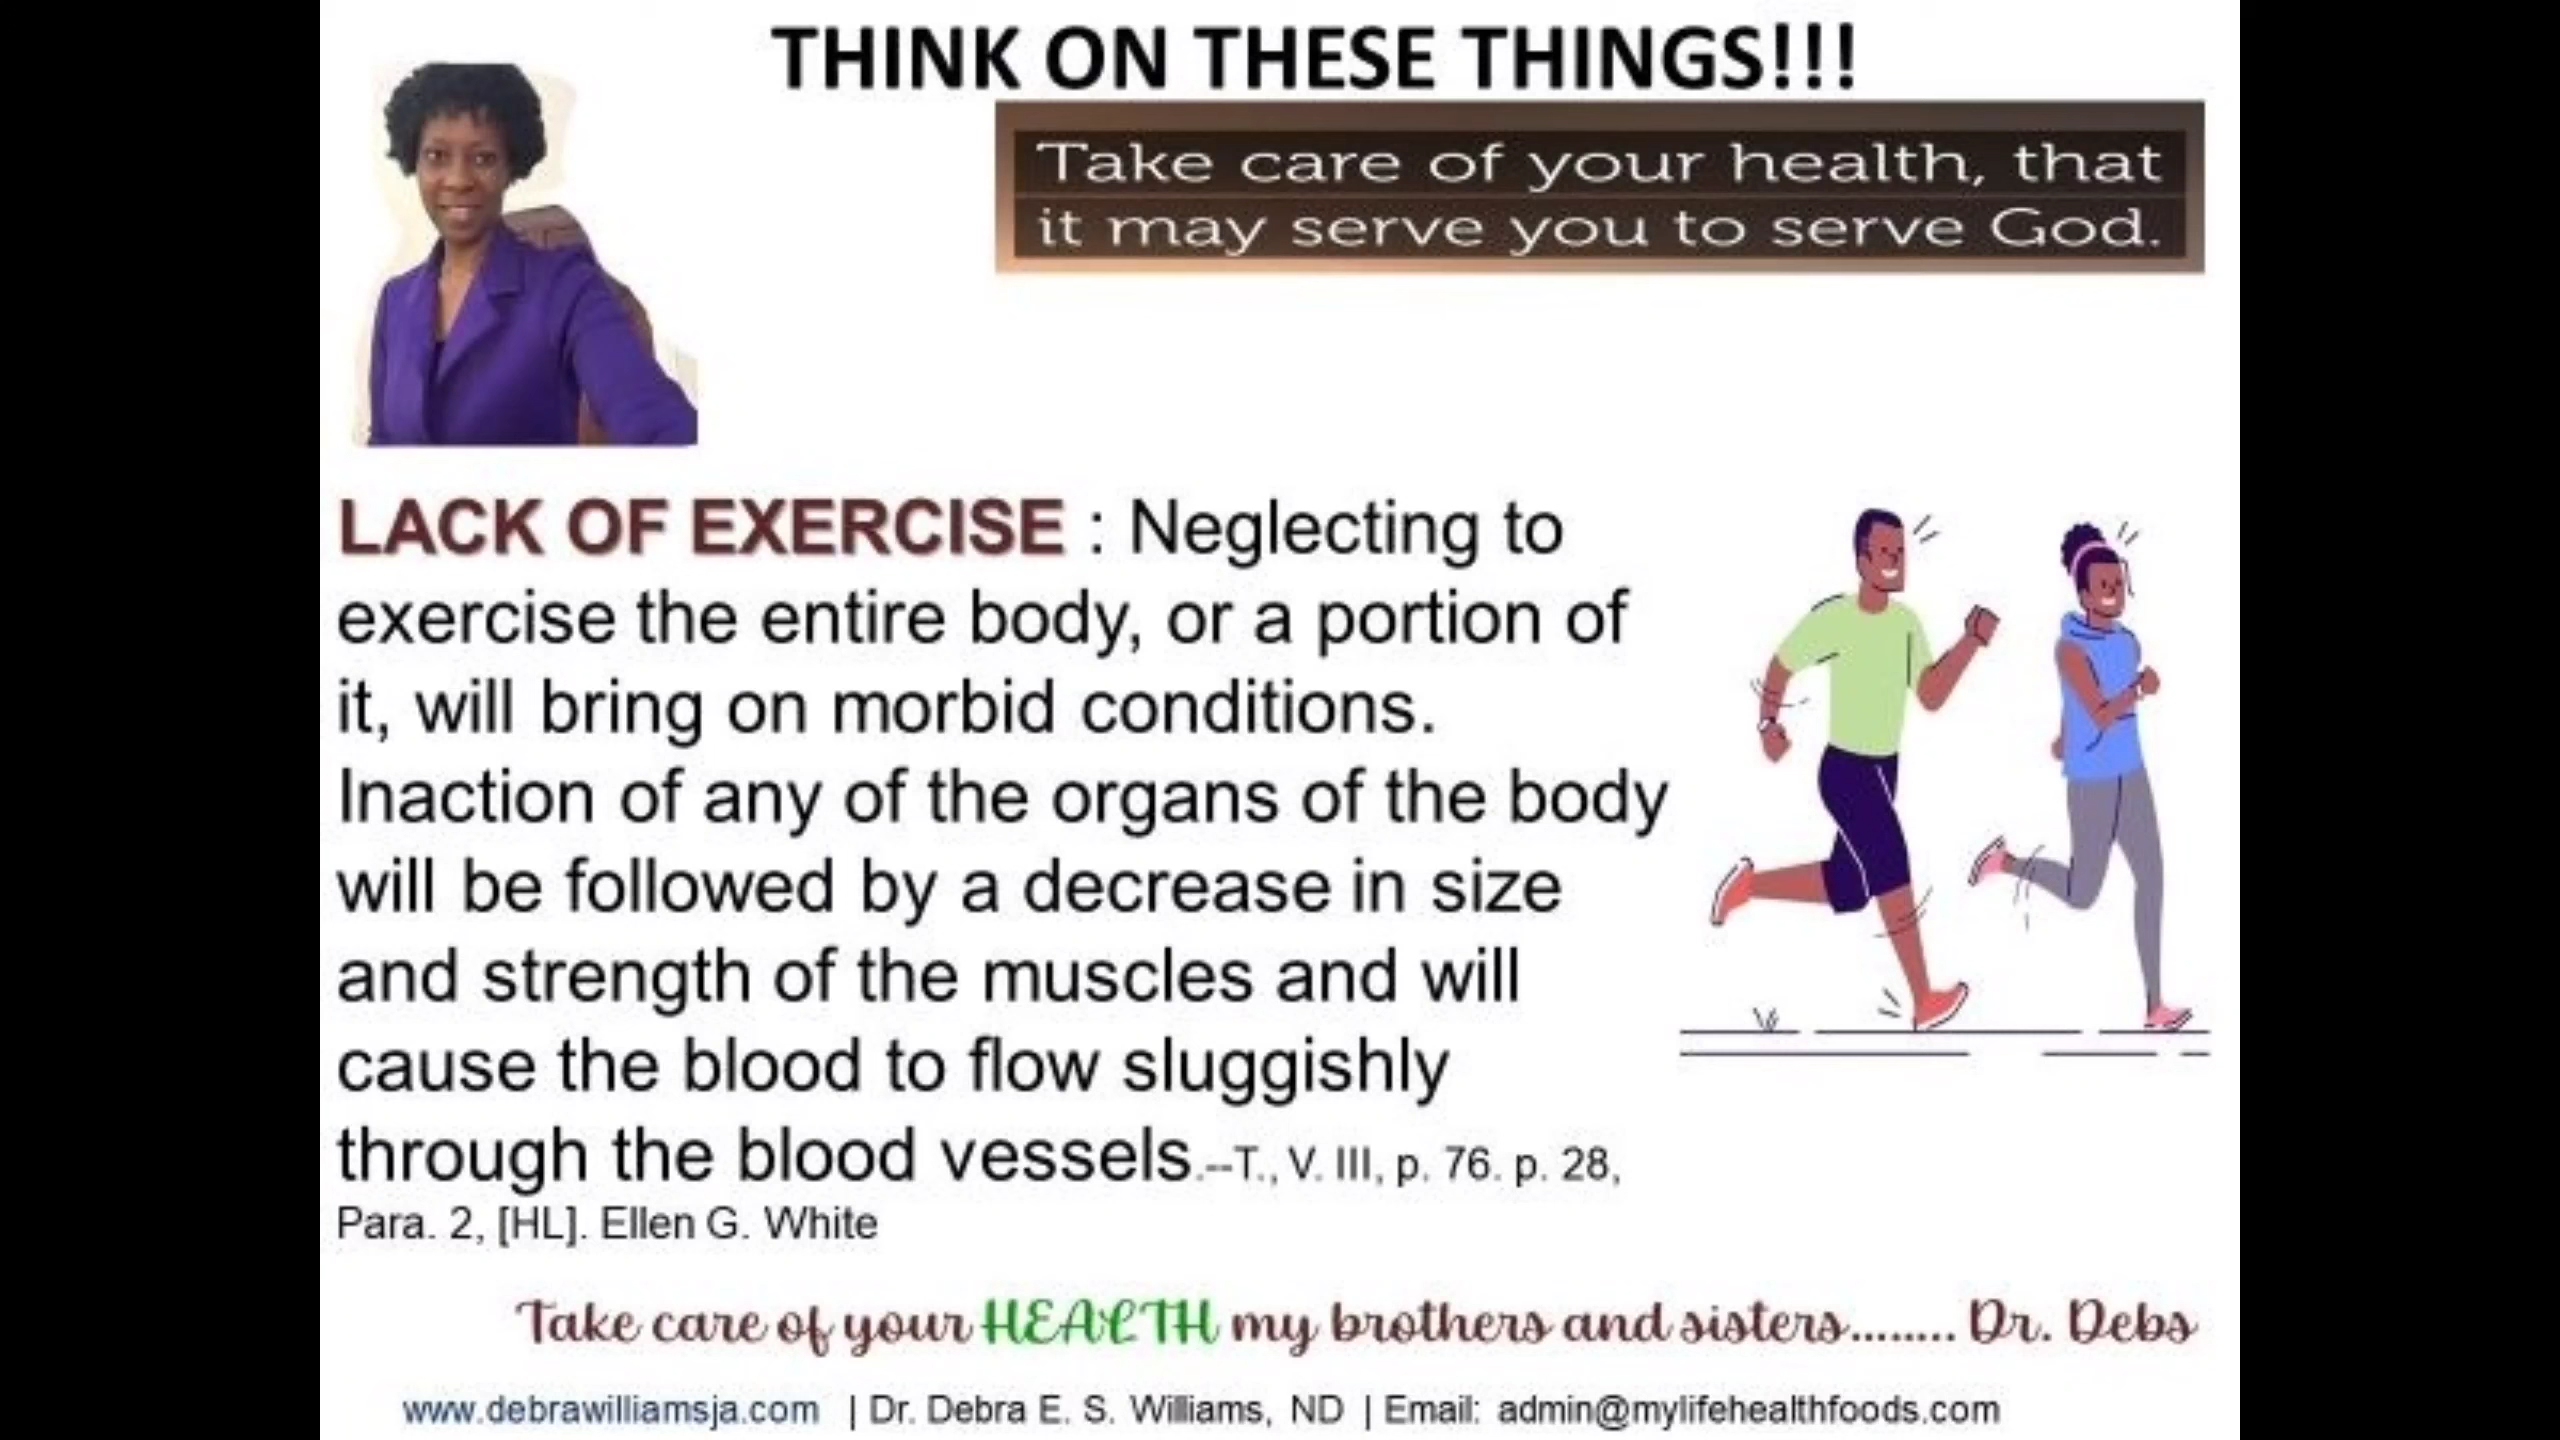 THINK ON THESE THINGS!!!
Take care of your health, that
it may serve you to serve God.
LACK OF EXERCISE : Neglecting to
exercise the entire body, or a portion of
it, will bring on morbid conditions.
Inaction of any of the organs of the body
will be followed by a decrease in size
and strength of the muscles and will
cause the blood to flow sluggishly
through the blood vessels.--T., V. III, p. 76. p. 28,
Para. 2, [HL]. Ellen G. White
Take care of your HEALTH my brothers and sisters........ Dr. Debs
www.debrawilliamsja.com | Dr. Debra E. S. Williams, ND | Email: admin@mylifehealthfoods.com